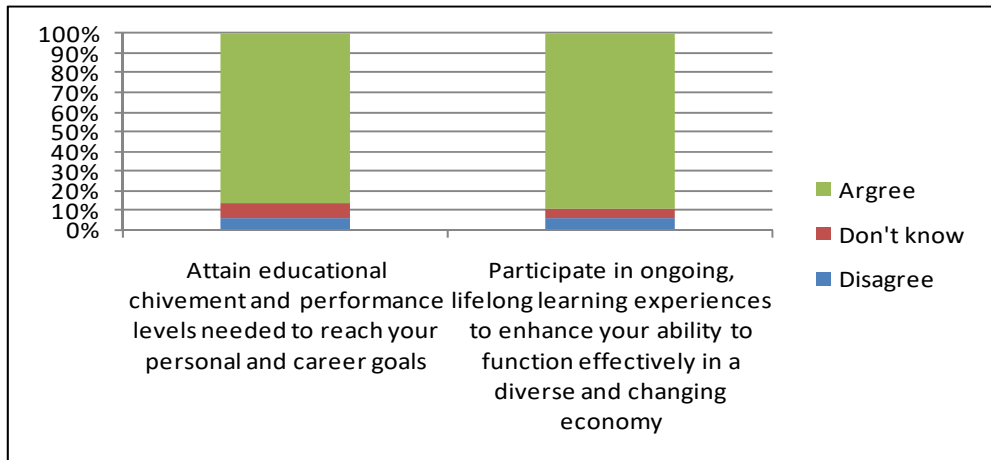 100%
90%
80%
70%
60%
50%
40%
30%
20%
10%
0%
Attain educational
chivement and performance
levels needed to reach your
personal and career goals
Participate in ongoing,
lifelong learning experiences
to enhance your ability to
function effectively in a
diverse and changing
economy
Argree
Don't know
Disagree